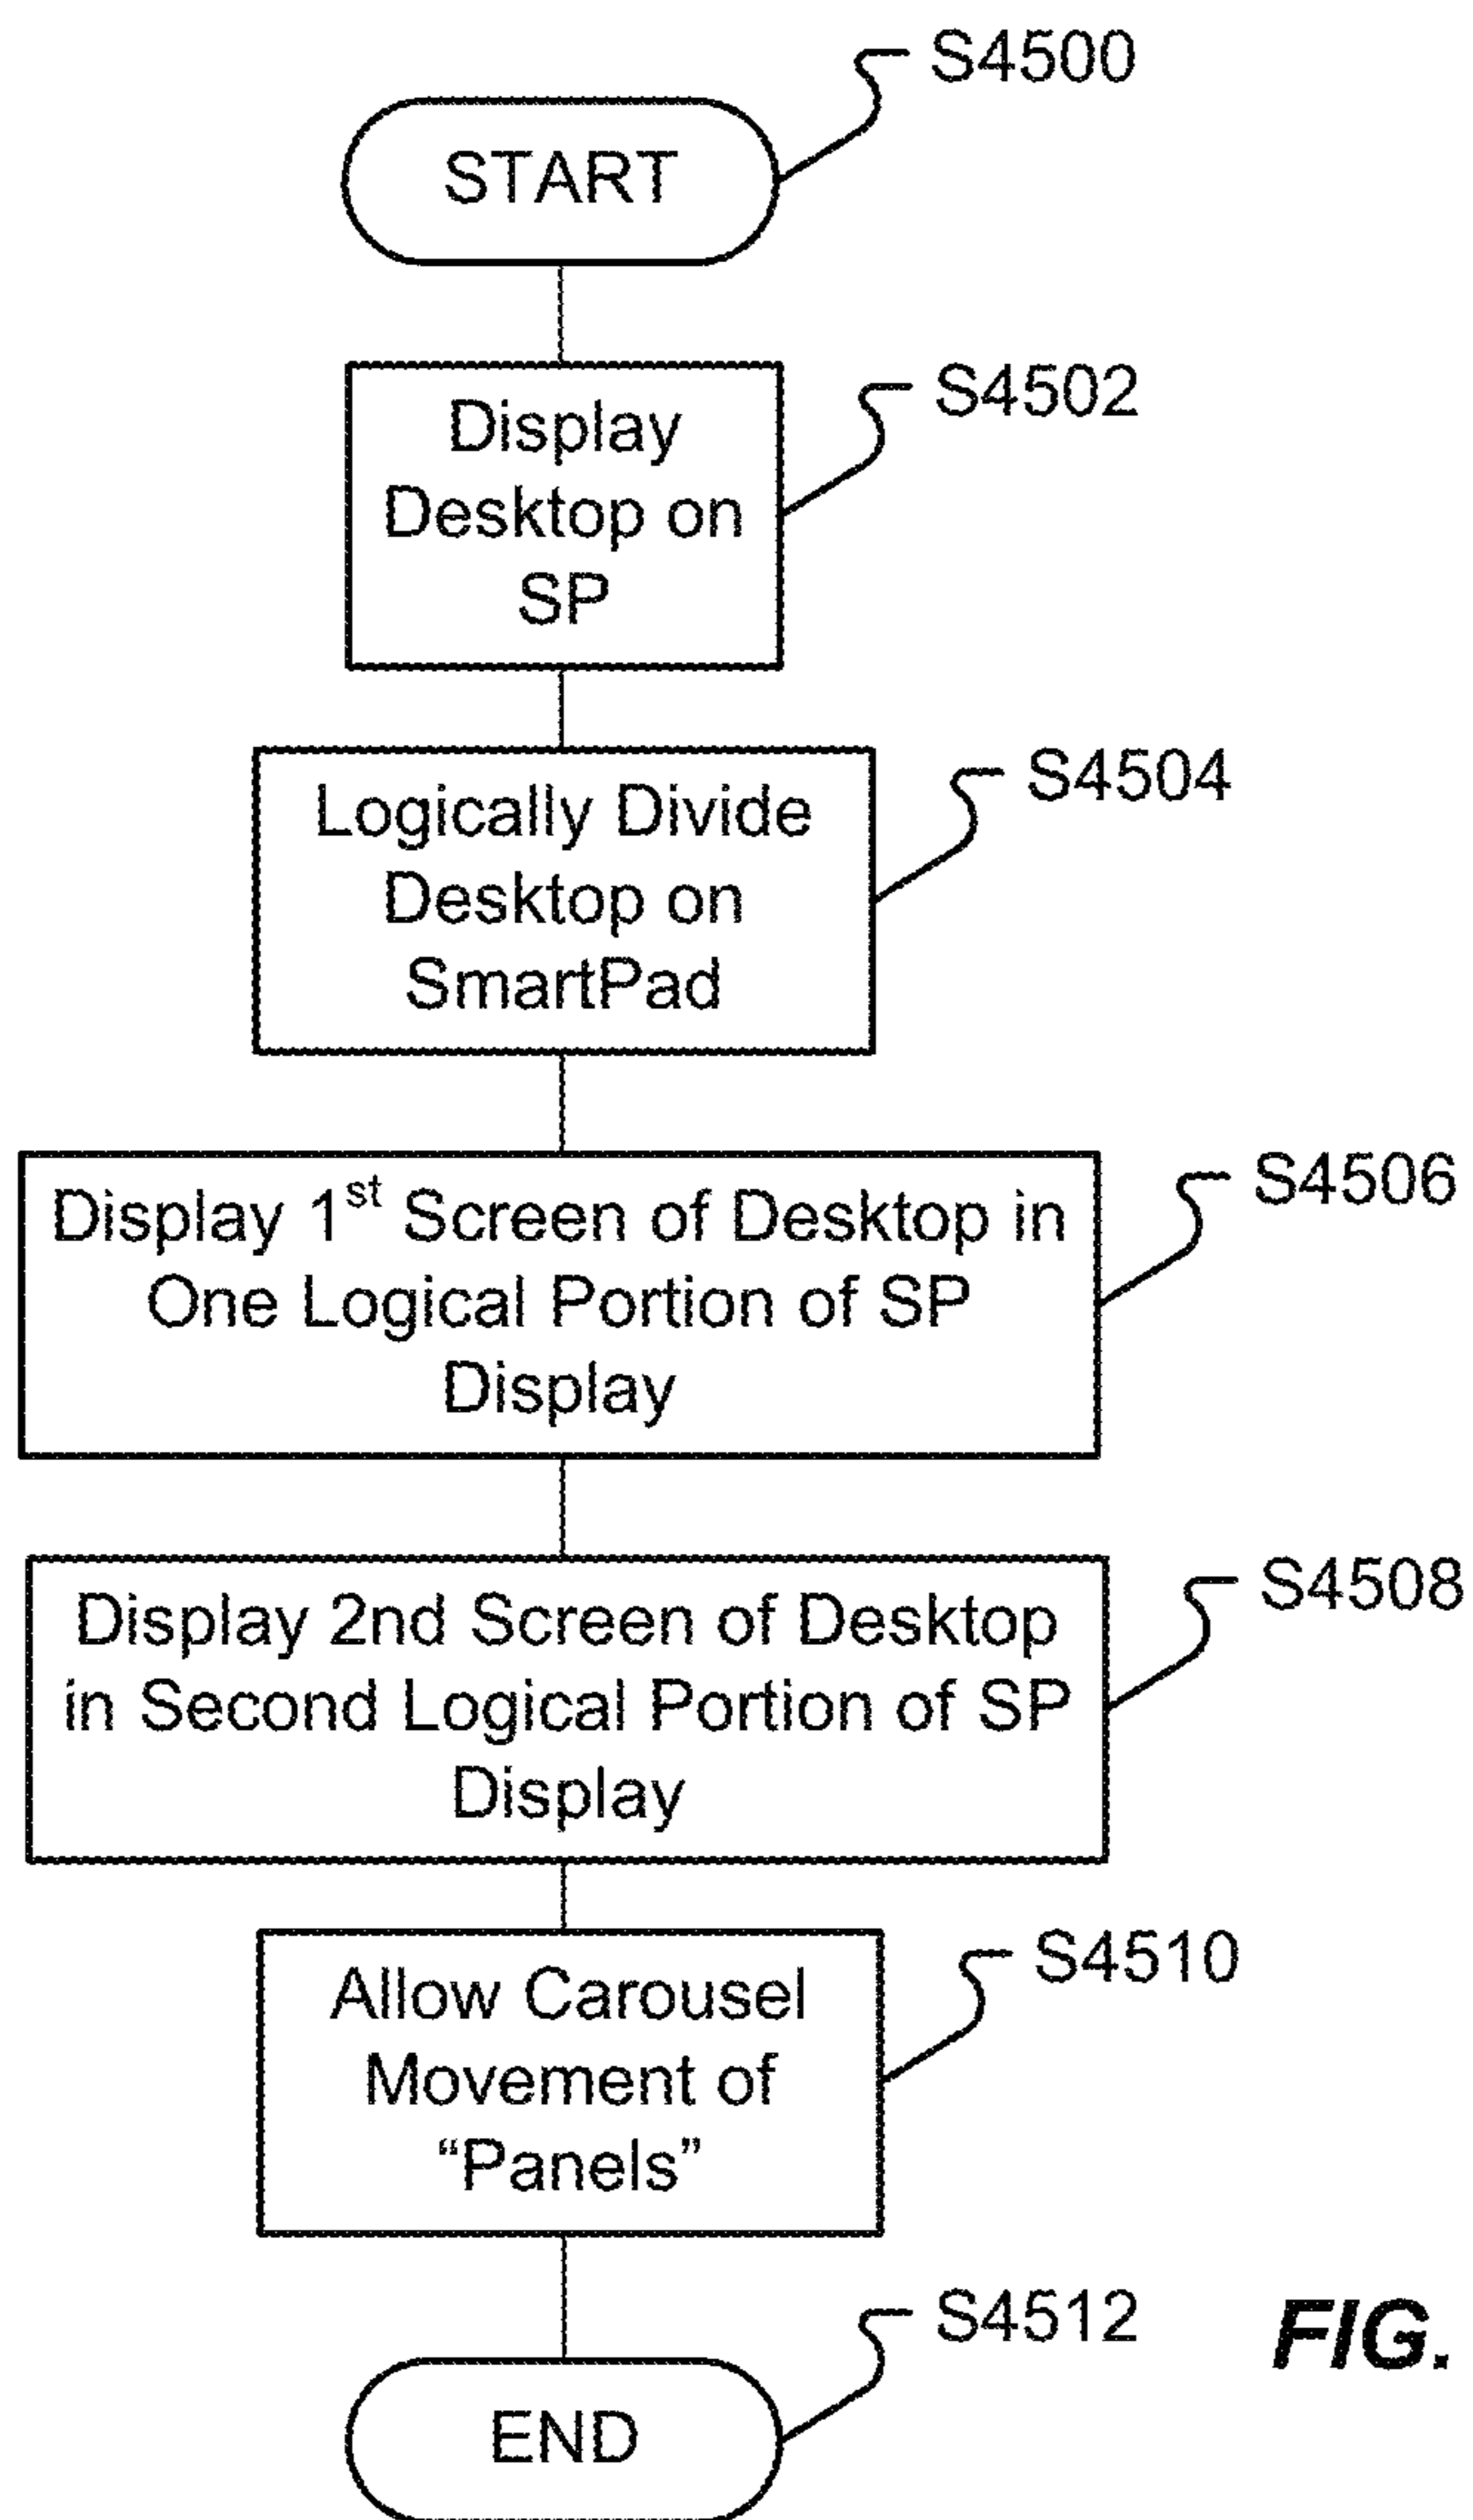 S4500
START
S4502
Display
Desktop on
SP
S4504
Logically Divide
Desktop on
SmartPad
S4506
Display 1st Screen of Desktop in
One Logical Portion of SP
Display
S4508
Display 2nd Screen of Desktop
in Second Logical Portion of SP
Display
S4510
Allow Carousel
Movement of
“Panels”
S4512
END
FIG.